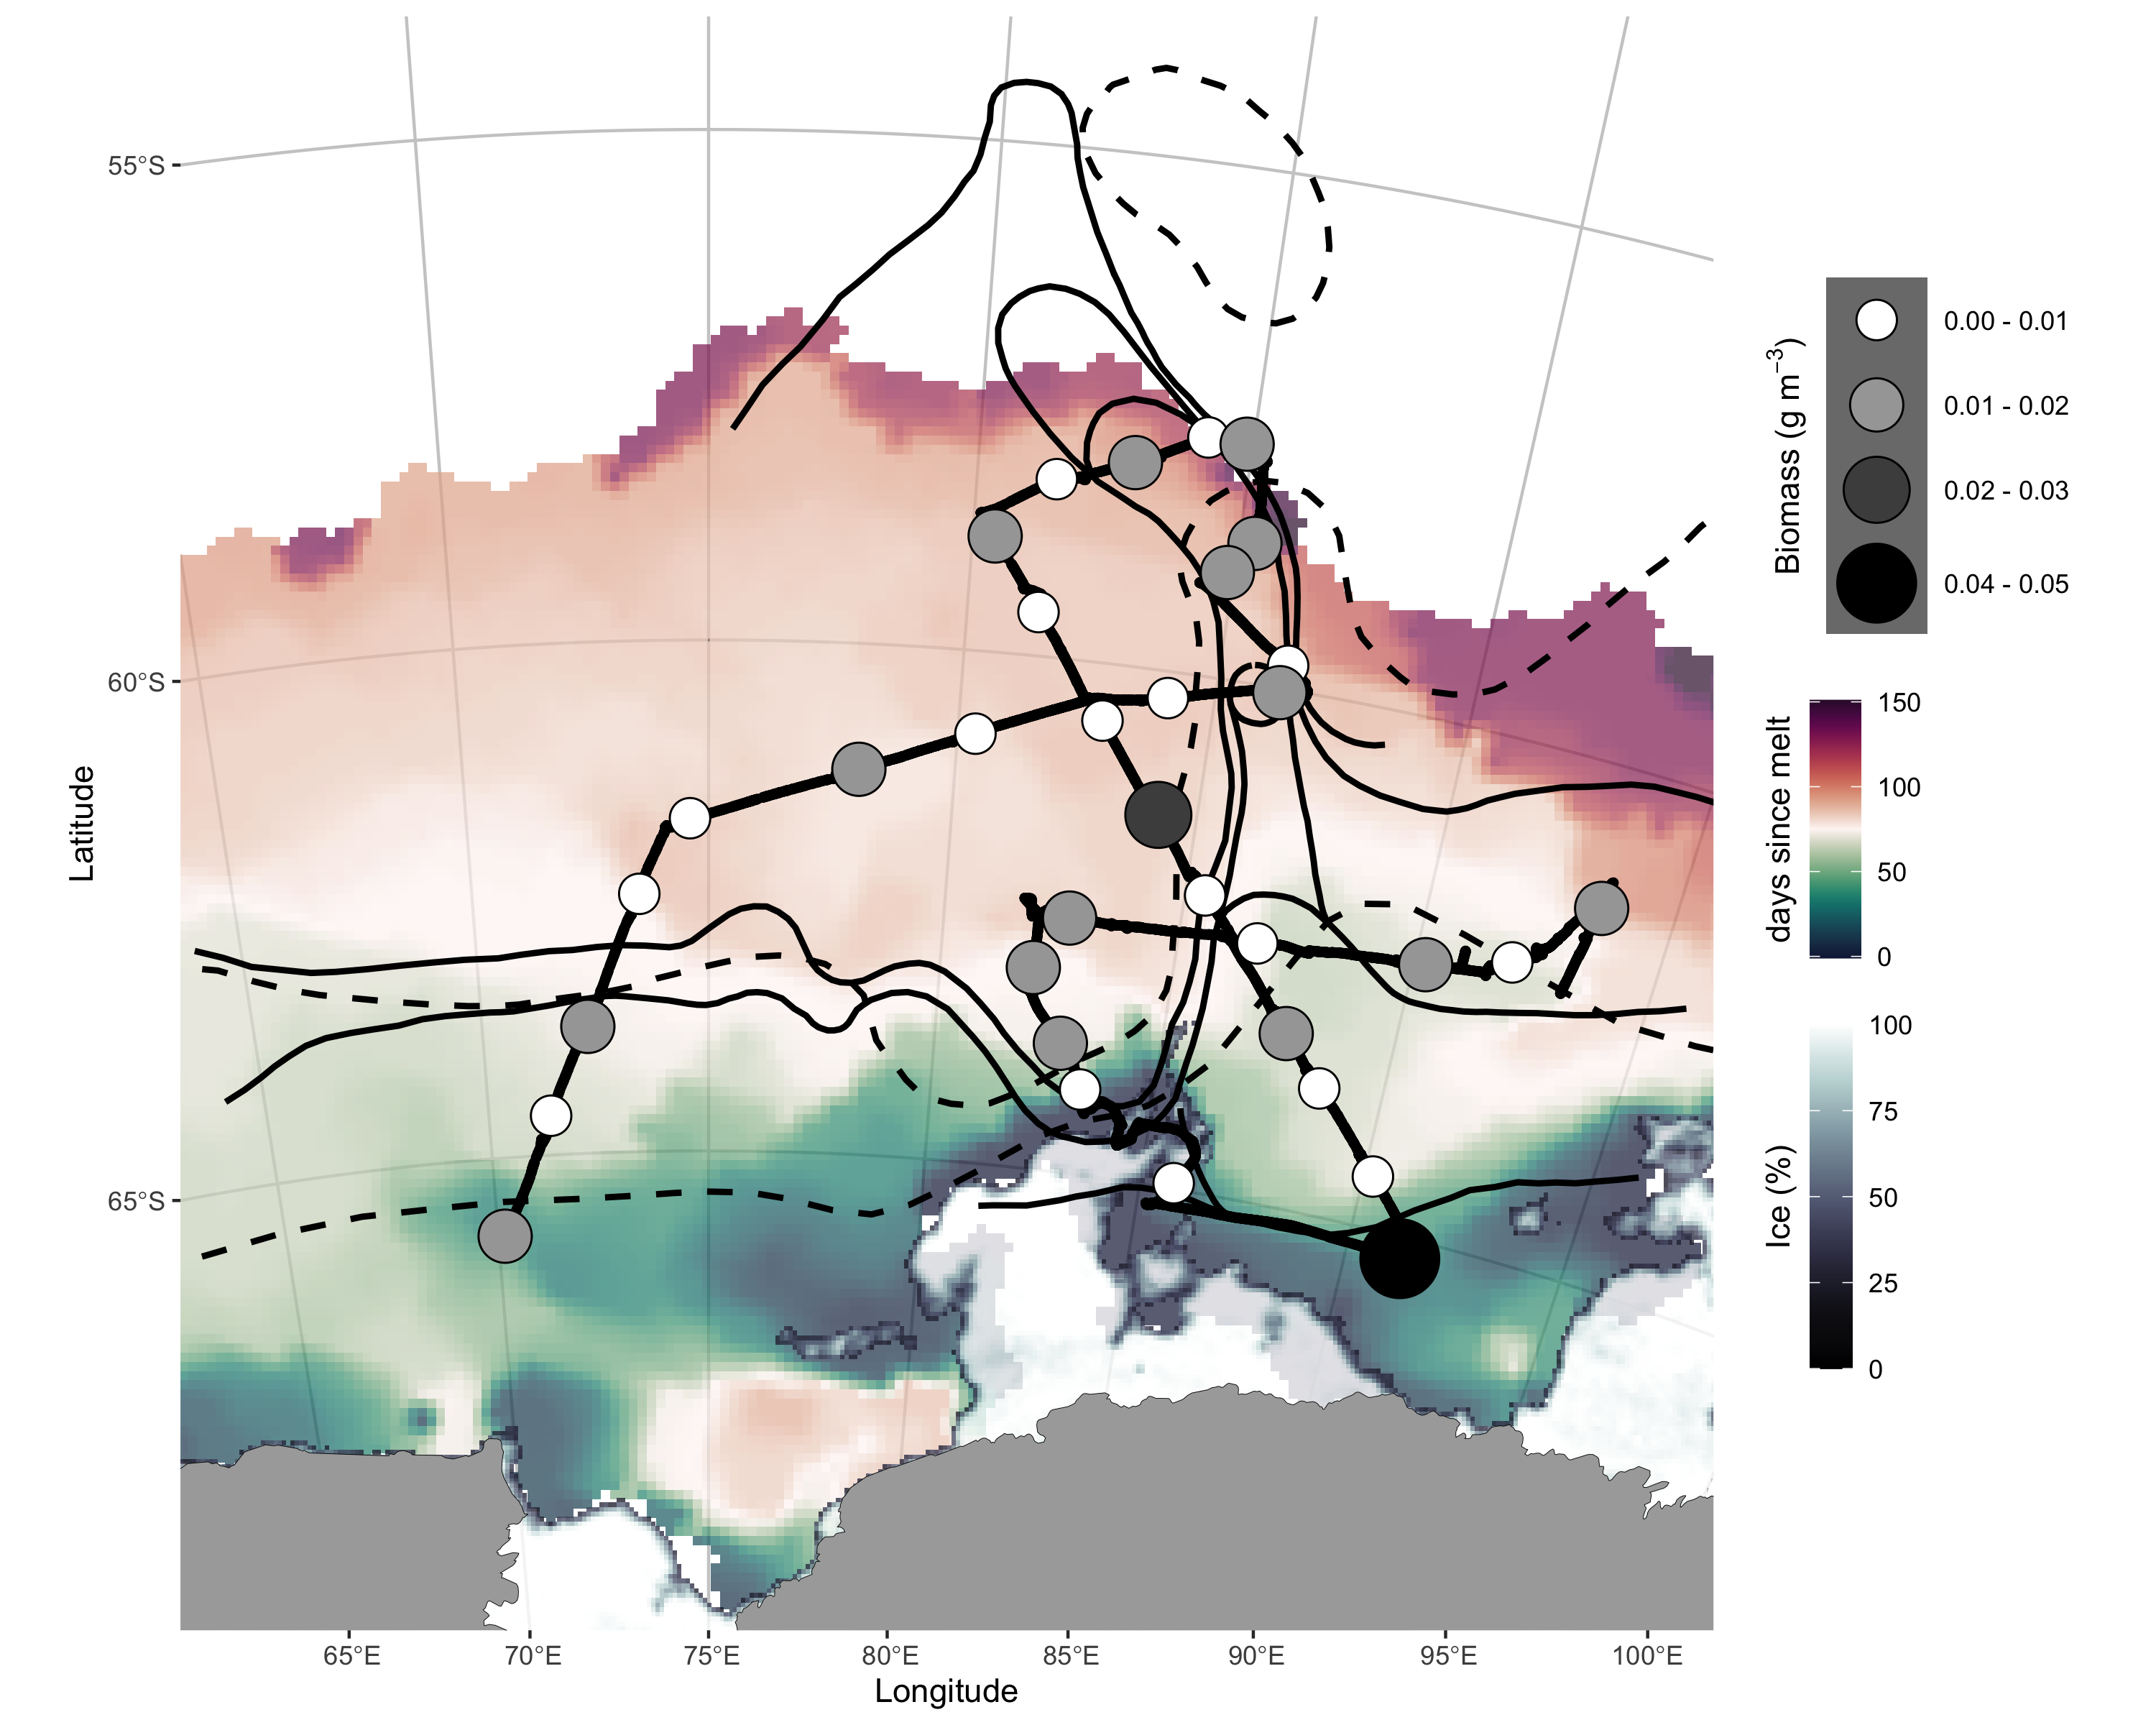 55°S
60°S
65°S
Latitude
65°E
70°E
75°E
80°E
85°E
90°E
95°E
100°E
Longitude
Biomass (g m⁻³)
0.00 - 0.01
0.01 - 0.02
0.02 - 0.03
0.04 - 0.05
days since melt
150
100
50
0
Ice (%)
100
75
50
25
0